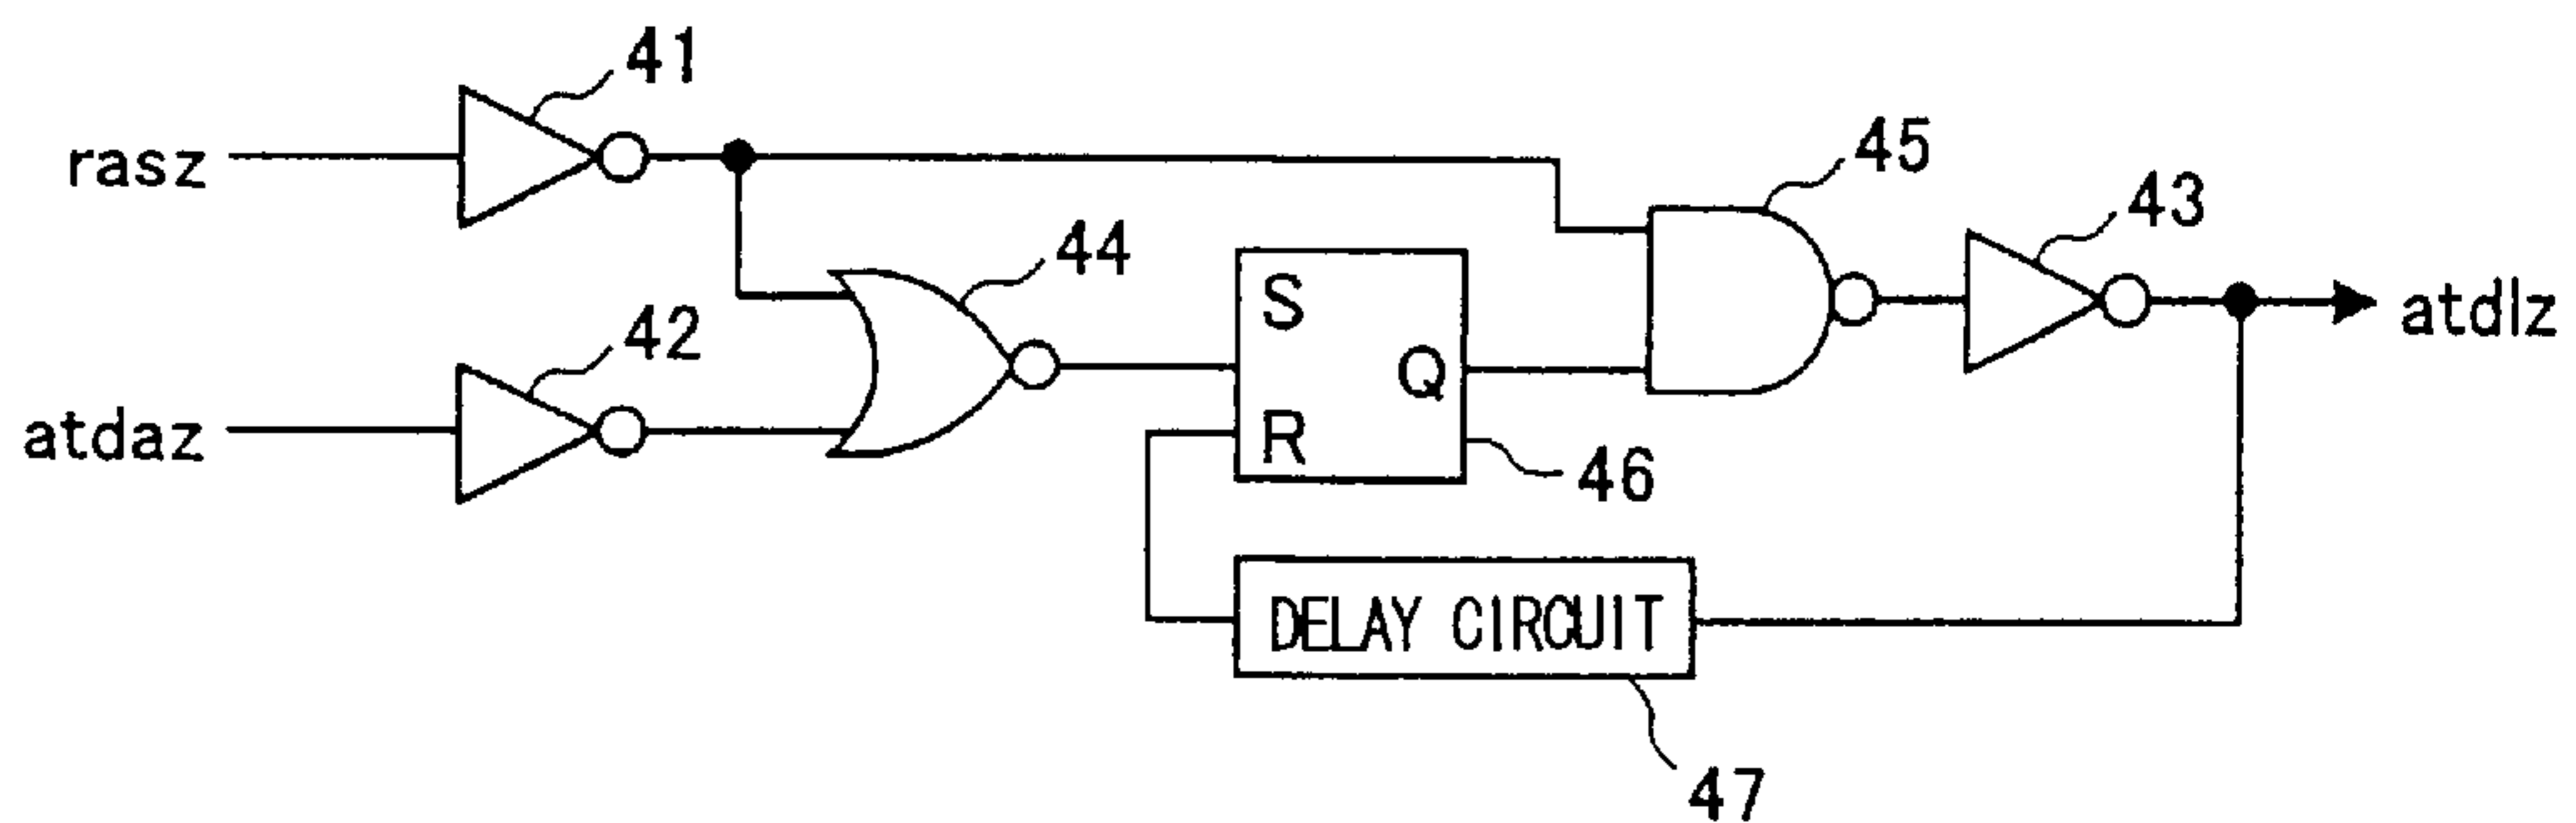 41
rasz
45
43
44
S
atdlz
42
Q
atdaz
R
46
DELAY CIRCUIT
47